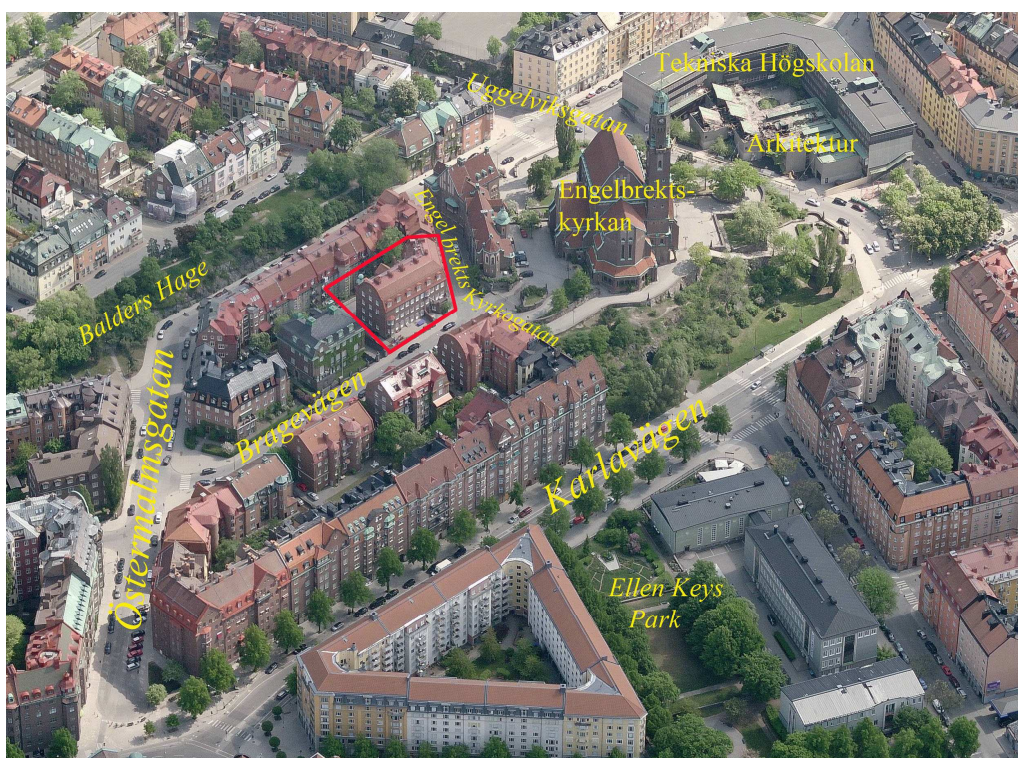 Tekniska Högskolan
Uggelviksgatan
Arkitektur
Engelbrekts-
kyrkan
Engelbrekts Kyrkogatan
Balders Hage
Östermalmsgatan
Bragevägen
Karlavägen
Ellen Keys
Park